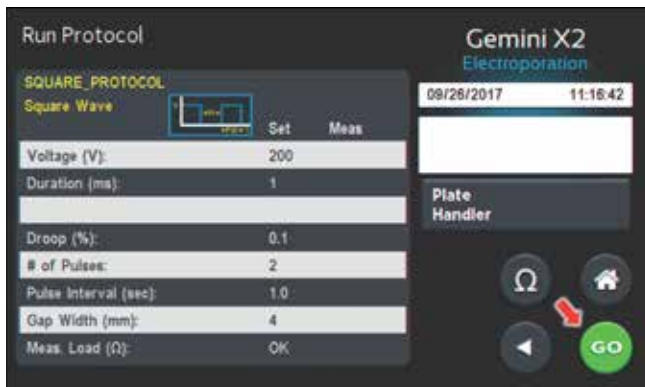 Run Protocol
Gemini X2
Electroporation
SQUARE_PROTOCOL
Square Wave
Set Meas
09/26/2017 11:16:42
Voltage (V): 200
Duration (ms): 1
Plate
Handler
Droop (%): 0.1
# of Pulses: 2
Pulse Interval (sec): 1.0
Gap Width (mm): 4
Meas. Load (Ω): OK
Ω
GO